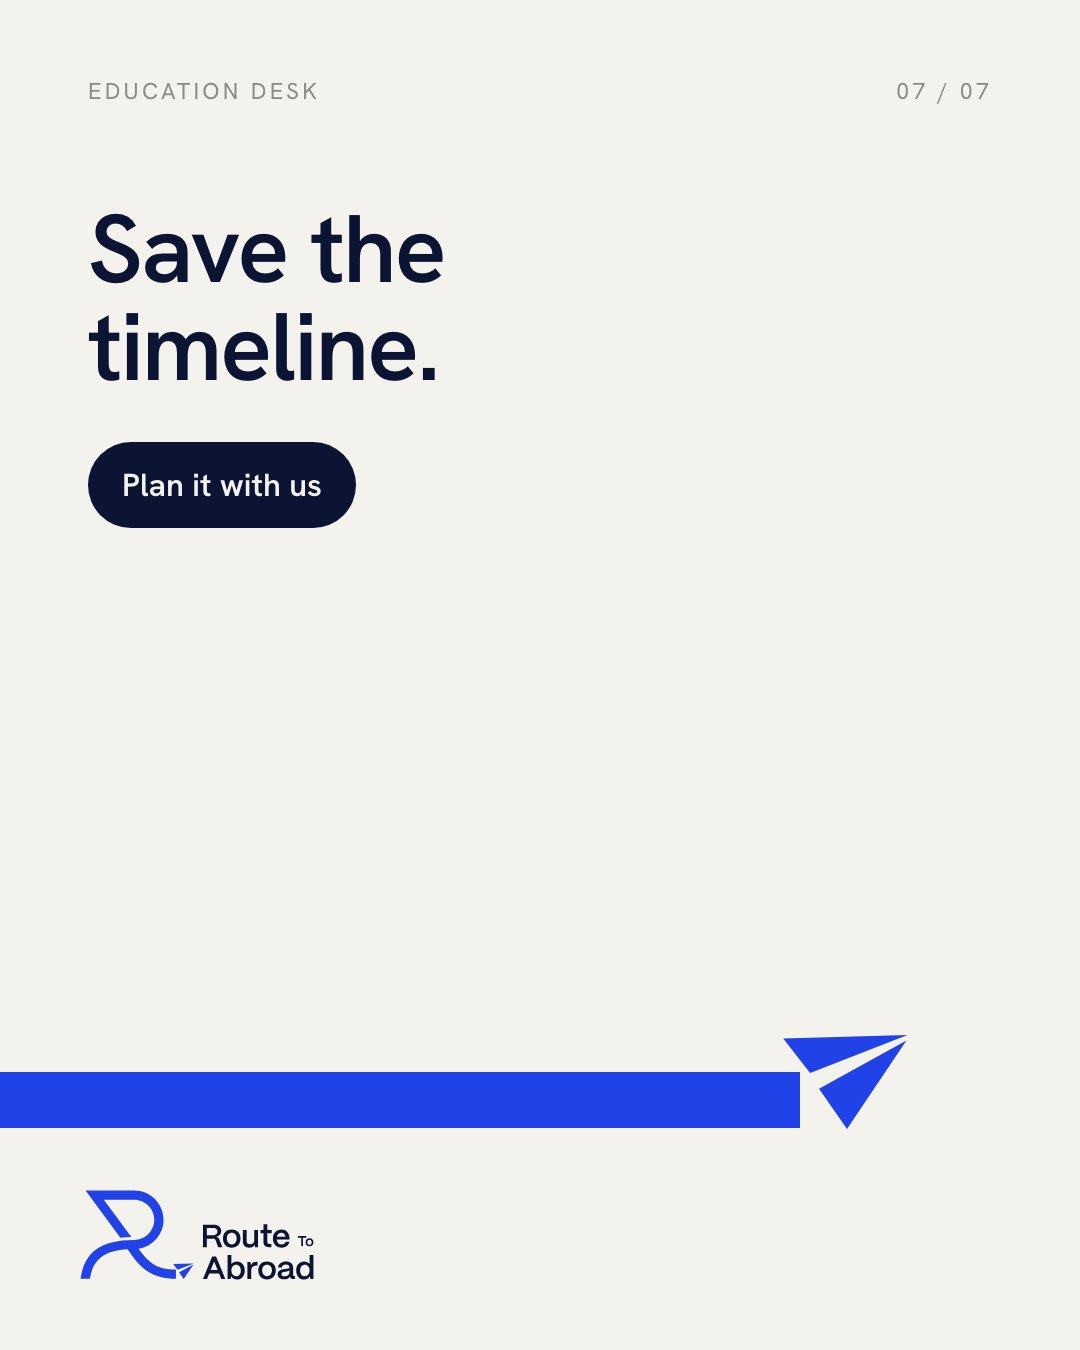 EDUCATION DESK
07 / 07
Save the
timeline.
Plan it with us
Route To
Abroad